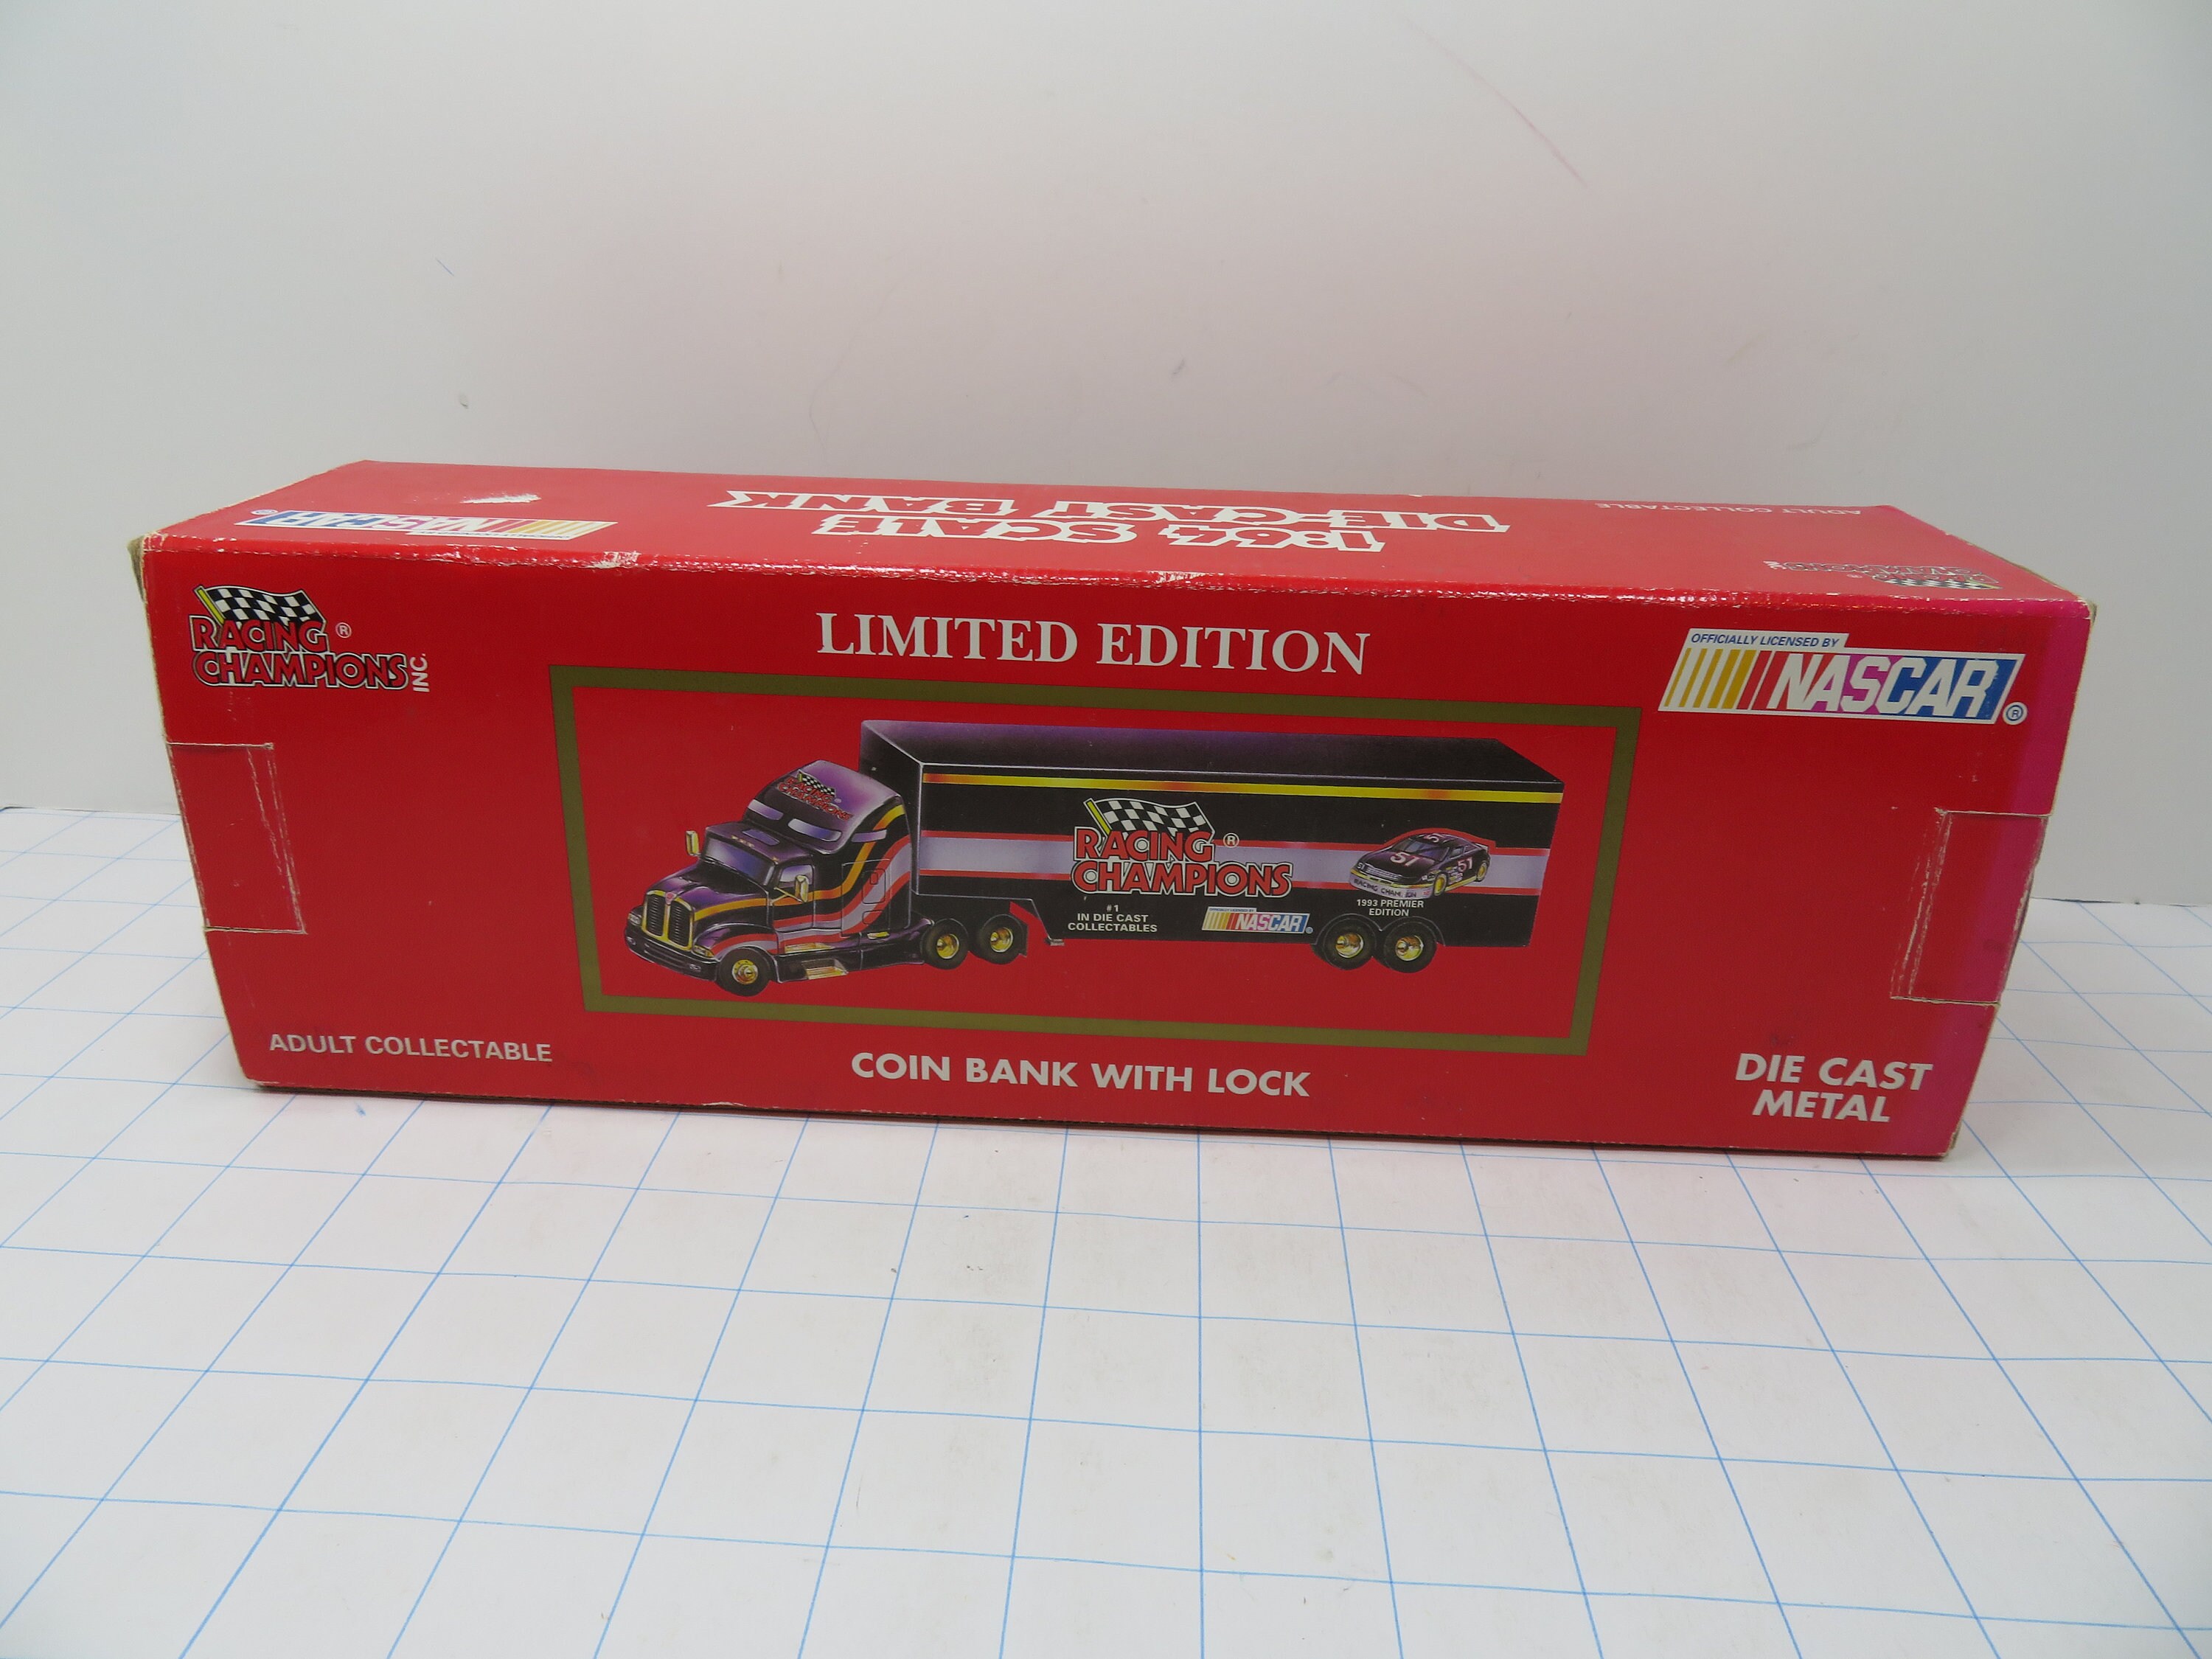 1:64 SCALE
DIE-CAST BANK
ADULT COLLECTABLE
NASCAR ®
RACING ®
CHAMPIONS INC.
LIMITED EDITION
OFFICIALLY LICENSED BY
NASCAR ®
RACING ®
CHAMPIONS
#1
IN DIE CAST
COLLECTABLES
NASCAR ®
51
51
1993 PREMIER
EDITION
ADULT COLLECTABLE
COIN BANK WITH LOCK
DIE CAST
METAL